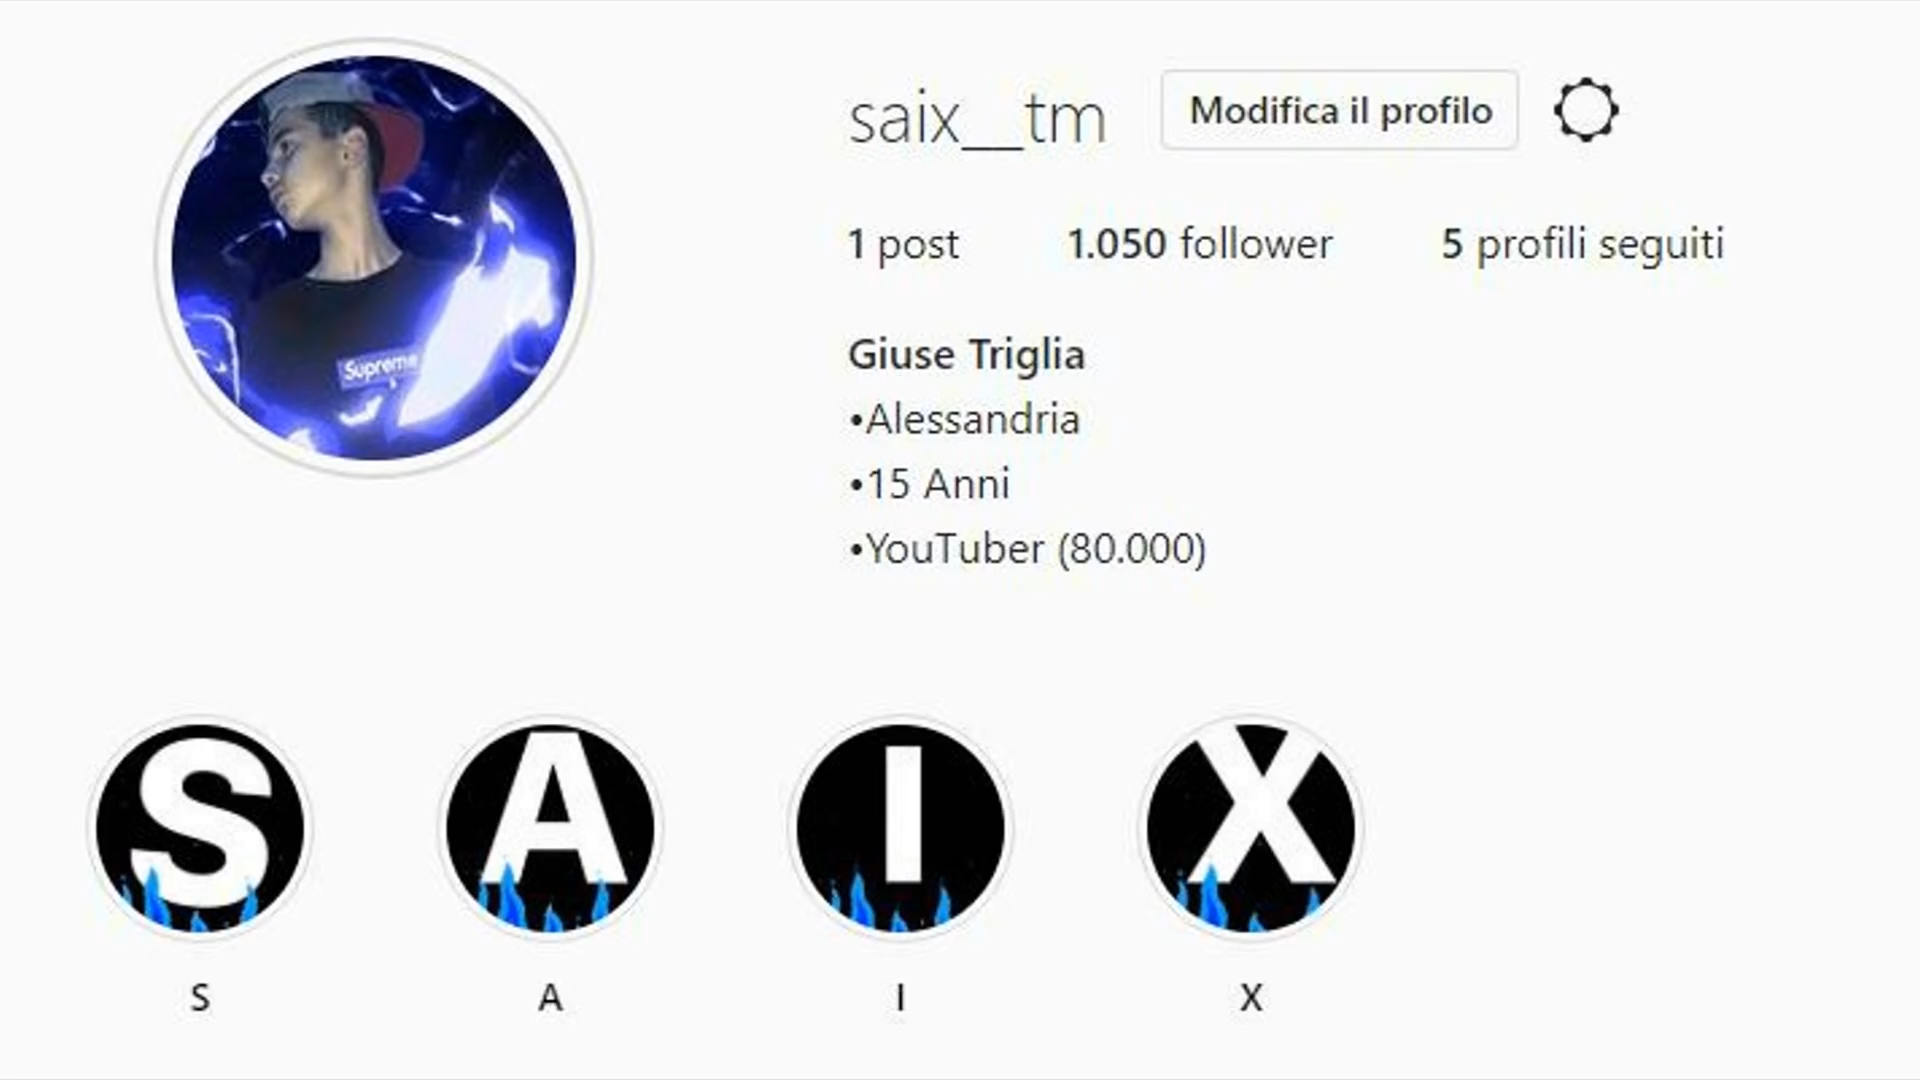 saix__tm Modifica il profilo
1 post 1.050 follower 5 profili seguiti
Giuse Triglia
•Alessandria
•15 Anni
•YouTuber (80.000)
Supreme
S A I X
S A I X